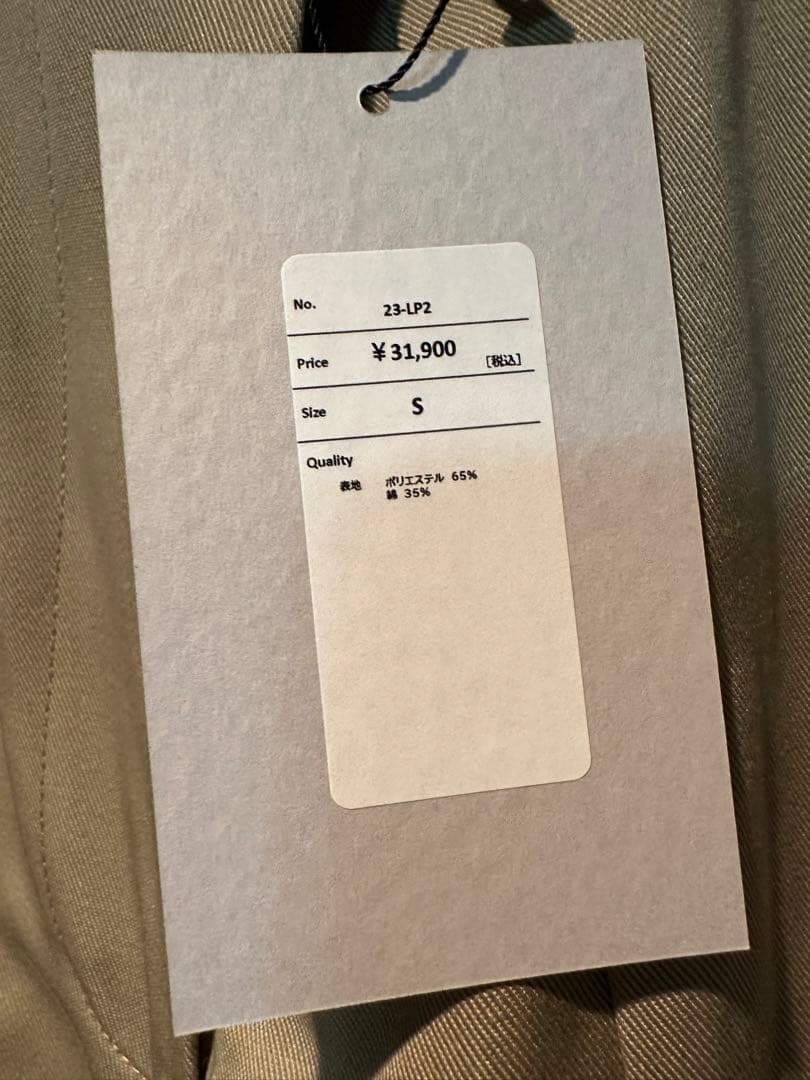 No. 23-LP2
Price ¥31,900 [税込]
Size S
Quality
表地 ポリエステル 65%
綿 35%